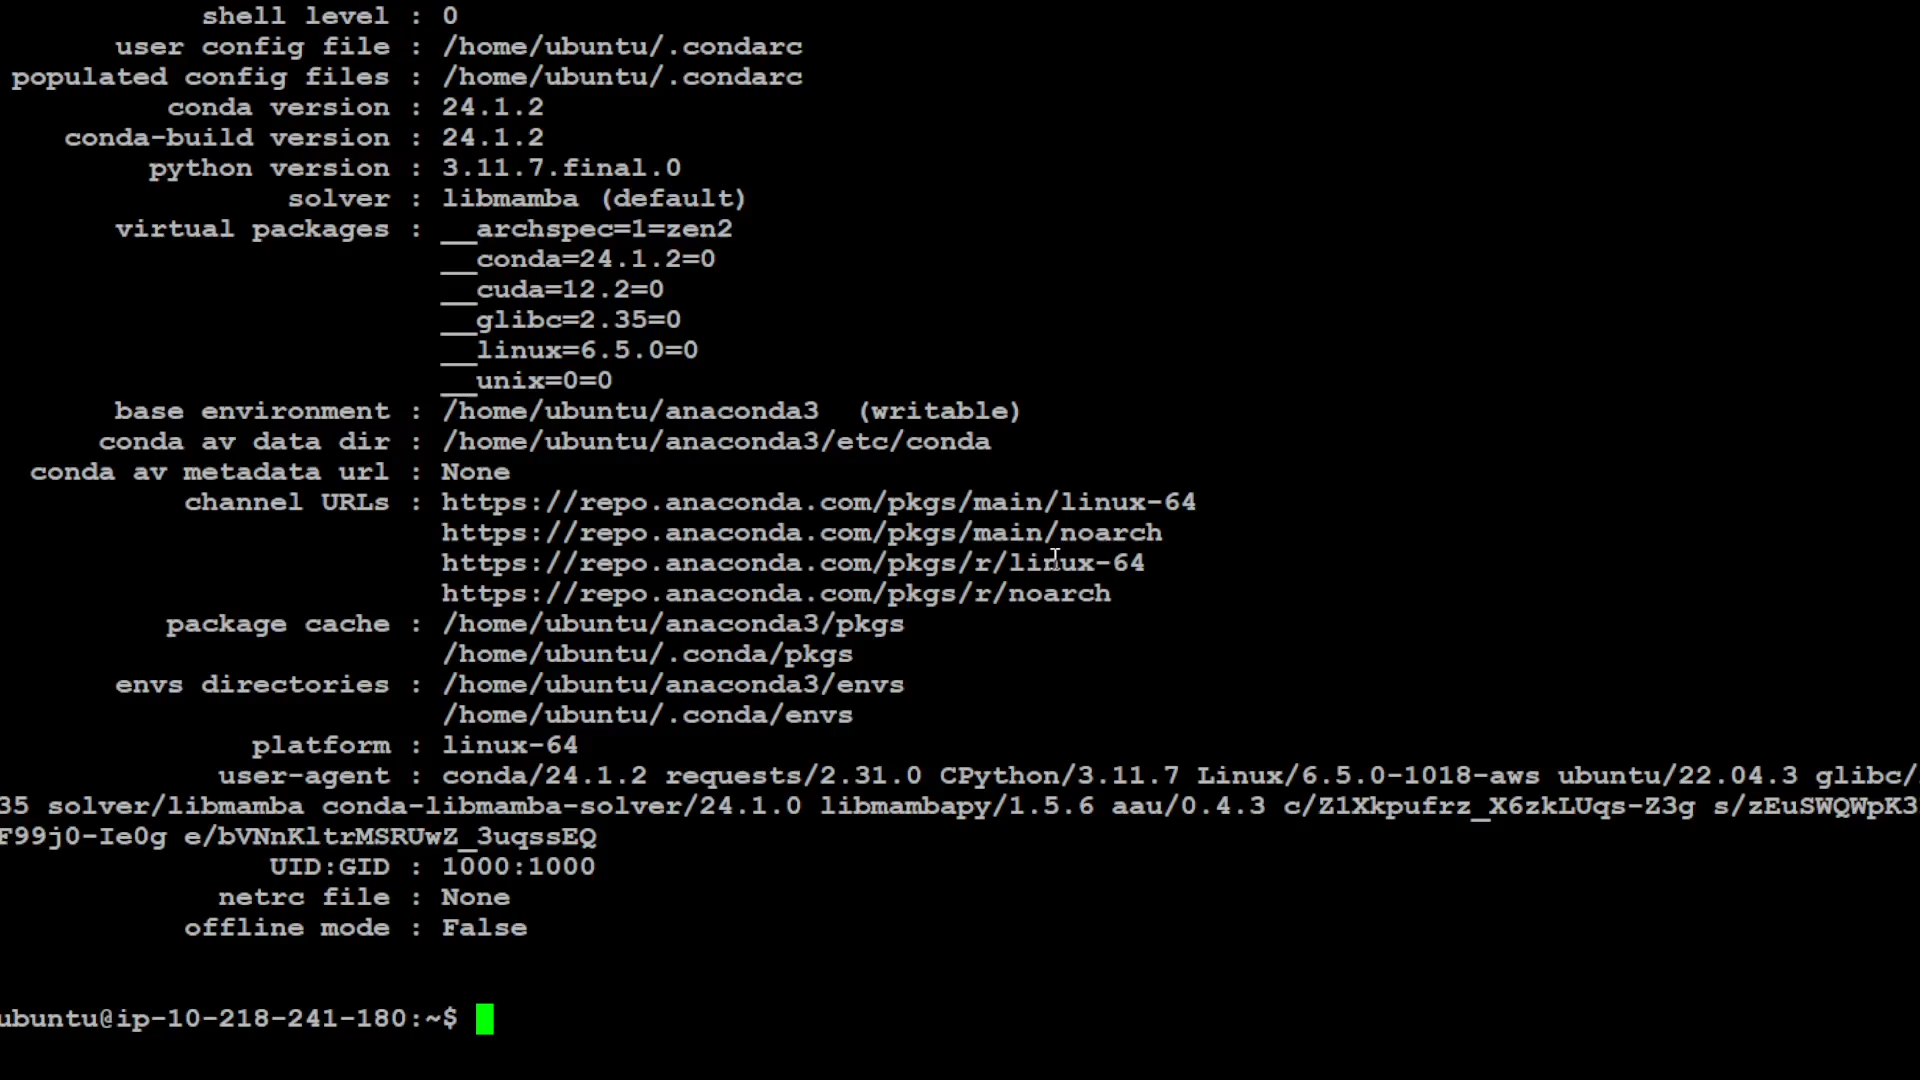 shell level : 0
user config file : /home/ubuntu/.condarc
populated config files : /home/ubuntu/.condarc
conda version : 24.1.2
conda-build version : 24.1.2
python version : 3.11.7.final.0
solver : libmamba (default)
virtual packages : __archspec=1=zen2
__conda=24.1.2=0
__cuda=12.2=0
__glibc=2.35=0
__linux=6.5.0=0
__unix=0=0
base environment : /home/ubuntu/anaconda3  (writable)
conda av data dir : /home/ubuntu/anaconda3/etc/conda
conda av metadata url : None
channel URLs : https://repo.anaconda.com/pkgs/main/linux-64
https://repo.anaconda.com/pkgs/main/noarch
https://repo.anaconda.com/pkgs/r/linux-64
https://repo.anaconda.com/pkgs/r/noarch
package cache : /home/ubuntu/anaconda3/pkgs
/home/ubuntu/.conda/pkgs
envs directories : /home/ubuntu/anaconda3/envs
/home/ubuntu/.conda/envs
platform : linux-64
user-agent : conda/24.1.2 requests/2.31.0 CPython/3.11.7 Linux/6.5.0-1018-aws ubuntu/22.04.3 glibc/
35 solver/libmamba conda-libmamba-solver/24.1.0 libmambapy/1.5.6 aau/0.4.3 c/Z1Xkpufrz_X6zkLUqs-Z3g s/zEuSWQWpK3
F99j0-Ie0g e/bVNnKltrMSRUwZ_3uqssEQ
UID:GID : 1000:1000
netrc file : None
offline mode : False
ubuntu@ip-10-218-241-180:~$